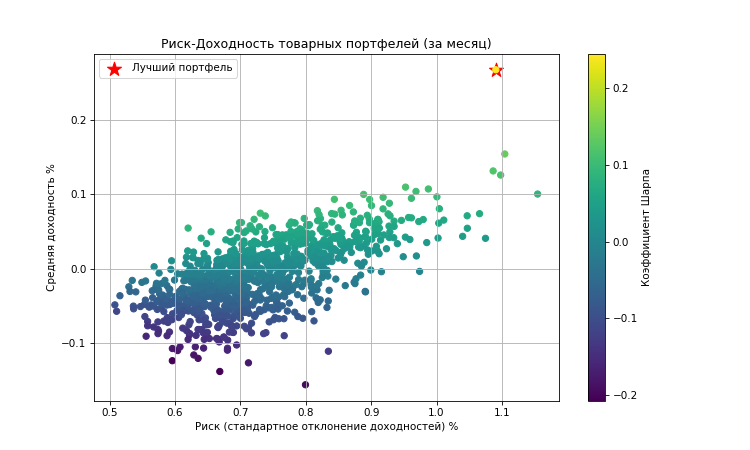 Риск-Доходность товарных портфелей (за месяц)
Лучший портфель
Средняя доходность %
0.2
0.1
0.0
−0.1
0.5 0.6 0.7 0.8 0.9 1.0 1.1
Риск (стандартное отклонение доходностей) %
0.2
0.1
0.0
−0.1
−0.2
Коэффициент Шарпа